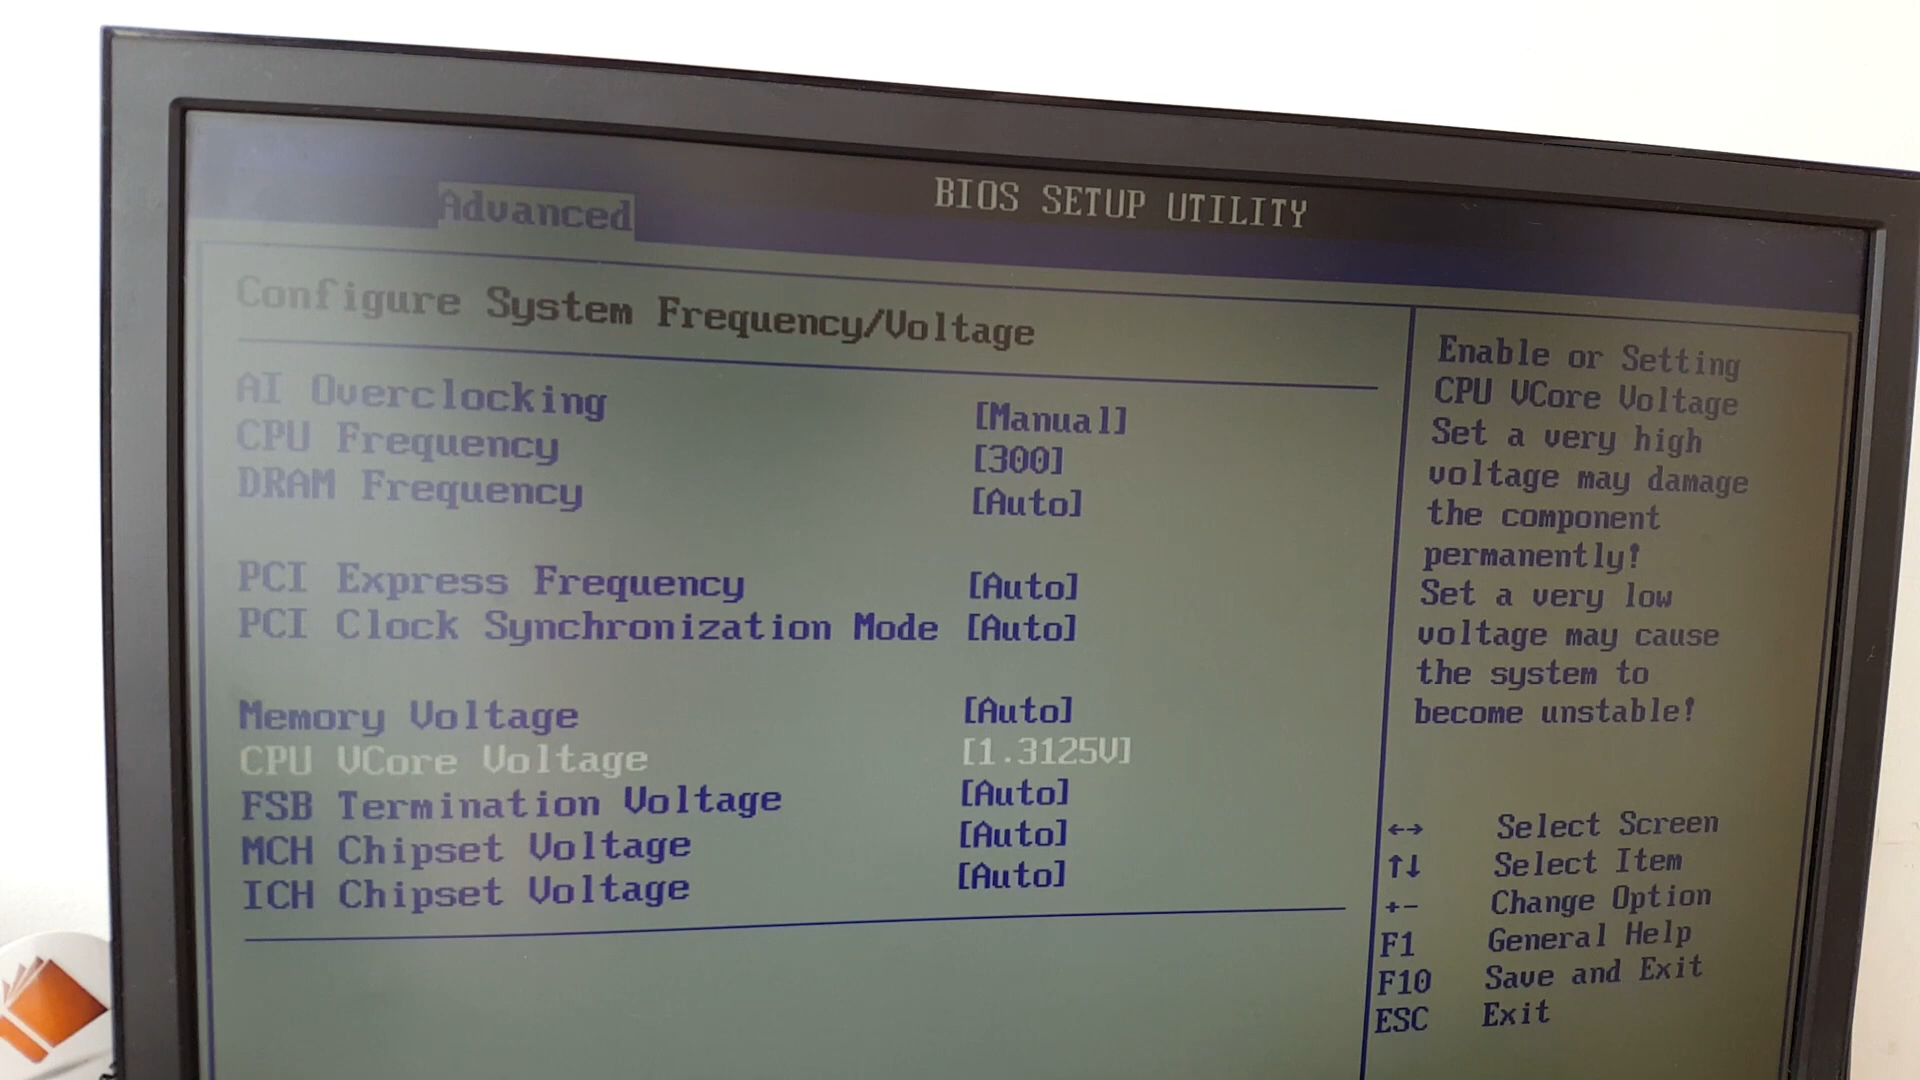 BIOS SETUP UTILITY
Advanced
Configure System Frequency/Voltage
AI Overclocking [Manual]
CPU Frequency [300]
DRAM Frequency [Auto]
PCI Express Frequency [Auto]
PCI Clock Synchronization Mode [Auto]
Memory Voltage [Auto]
CPU VCore Voltage [1.3125V]
FSB Termination Voltage [Auto]
MCH Chipset Voltage [Auto]
ICH Chipset Voltage [Auto]
Enable or Setting
CPU VCore Voltage
Set a very high
voltage may damage
the component
permanently!
Set a very low
voltage may cause
the system to
become unstable!
←→ Select Screen
↑↓ Select Item
+- Change Option
F1 General Help
F10 Save and Exit
ESC Exit